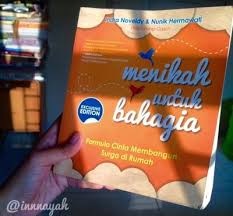 Indra Noveldy & Nunik Hermawati
menikah
untuk
bahagia
EXCLUSIVE
EDITION
Formula Cinta Membangun
Surga di Rumah
@innnayah